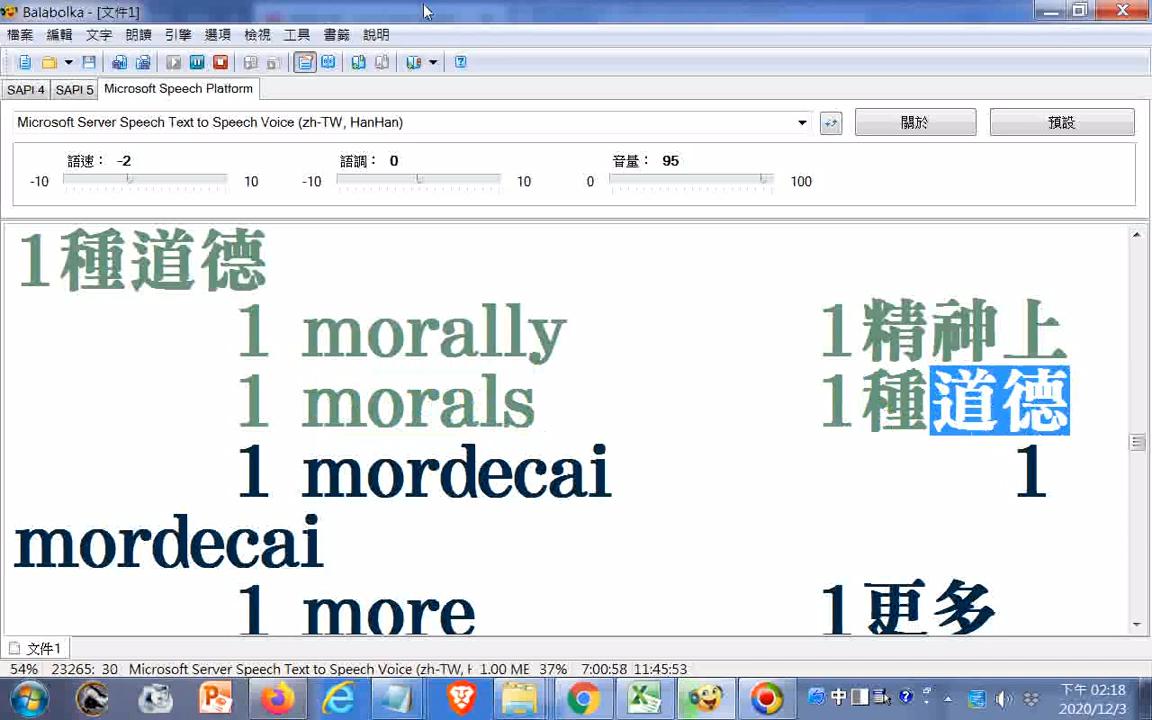 Balabolka - [文件1]
檔案 編輯 文字 朗讀 引擎 選項 檢視 工具 書籤 說明
SAPI 4 SAPI 5 Microsoft Speech Platform
Microsoft Server Speech Text to Speech Voice (zh-TW, HanHan) 關於 預設
語速： -2 語調： 0 音量： 95
-10 10 -10 10 0 100
1種道德
1 morally 1精神上
1 morals 1種道德
1 mordecai 1
mordecai
1 more 1更多
文件1
54% 23265: 30 Microsoft Server Speech Text to Speech Voice (zh-TW, 1.00 ME 37% 7:00:58 11:45:53
中 下午 02:18
2020/12/3